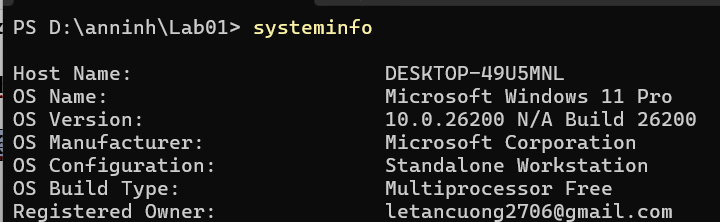 PS D:\anninh\Lab01> systeminfo
Host Name: DESKTOP-49U5MNL
OS Name: Microsoft Windows 11 Pro
OS Version: 10.0.26200 N/A Build 26200
OS Manufacturer: Microsoft Corporation
OS Configuration: Standalone Workstation
OS Build Type: Multiprocessor Free
Registered Owner: letancuong2706@gmail.com